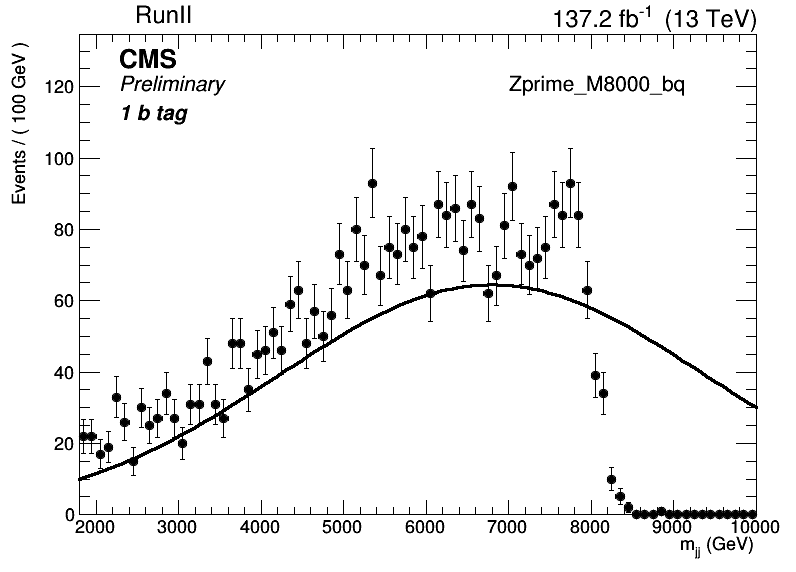 RunII
137.2 fb⁻¹ (13 TeV)
CMS
Preliminary
1 b tag
Zprime_M8000_bq
Events / ( 100 GeV )
120
100
80
60
40
20
0
2000 3000 4000 5000 6000 7000 8000 9000 10000
m_jj (GeV)